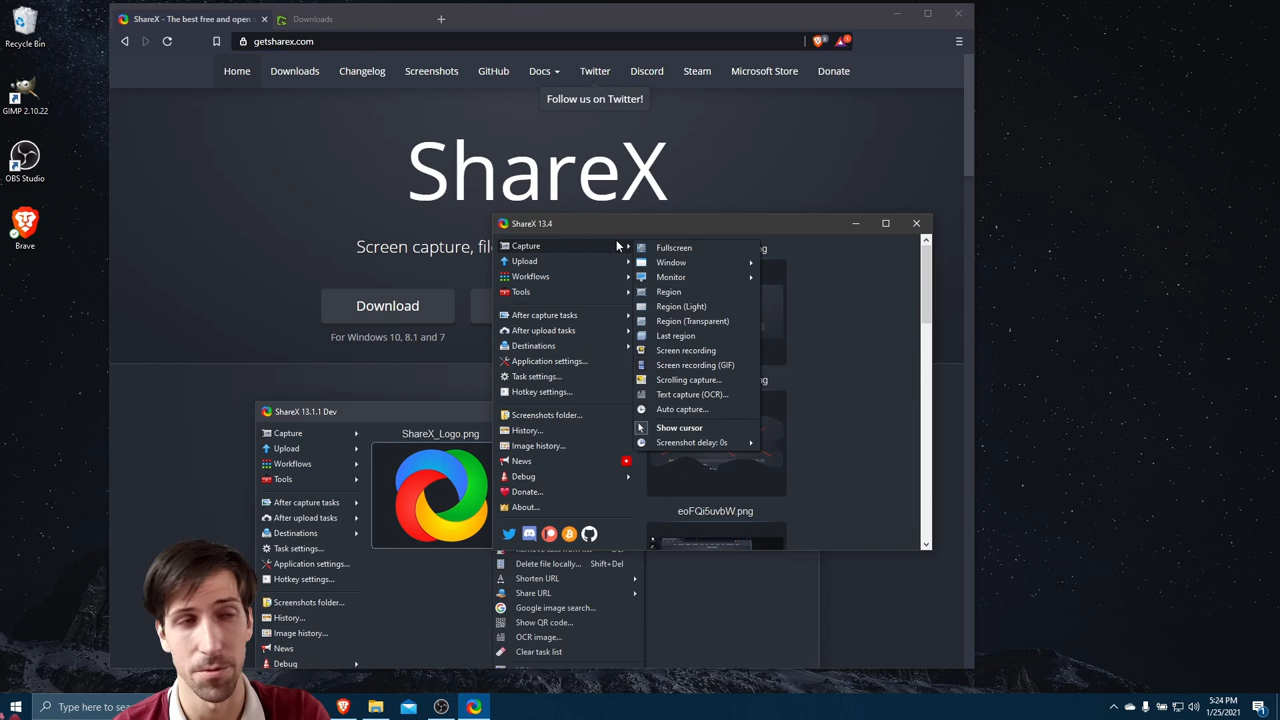 Recycle Bin
GIMP 2.10.22
OBS Studio
Brave
ShareX - The best free and open
Downloads
getsharex.com
Home
Downloads
Changelog
Screenshots
GitHub
Docs
Twitter
Discord
Steam
Microsoft Store
Donate
Follow us on Twitter!
ShareX
Screen capture, file
Download
For Windows 10, 8.1 and 7
ShareX 13.4
Capture
Upload
Workflows
Tools
After capture tasks
After upload tasks
Destinations
Application settings...
Task settings...
Hotkey settings...
Screenshots folder...
History...
Image history...
News
Debug
Donate...
About...
Fullscreen
Window
Monitor
Region
Region (Light)
Region (Transparent)
Last region
Screen recording
Screen recording (GIF)
Scrolling capture...
Text capture (OCR)...
Auto capture...
Show cursor
Screenshot delay: 0s
eoFQi5uvbW.png
ShareX 13.1.1 Dev
Capture
Upload
Workflows
Tools
After capture tasks
After upload tasks
Destinations
Task settings...
Application settings...
Hotkey settings...
Screenshots folder...
History...
Image history...
News
Debug
ShareX_Logo.png
Delete file locally... Shift+Del
Shorten URL
Share URL
Google image search...
Show QR code...
OCR image...
Clear task list
Type here to
5:24 PM
1/25/2021